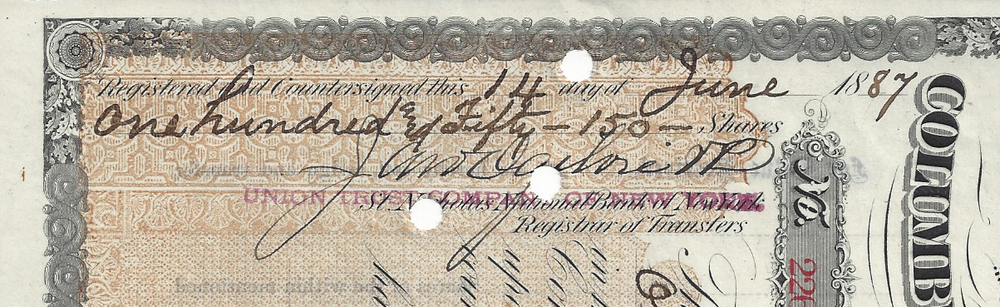 Registered And Countersigned this 14 day of June 1887
One hundred & Fifty - 150 - Shares
UNION TRUST COMPANY OF NEW YORK
St. Nicholas National Bank of New York
Registrar of Transfers
No.
220
COLUMB